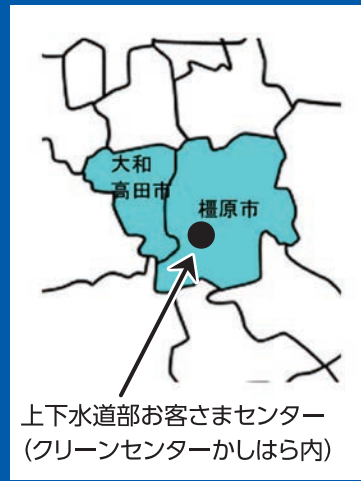 大和
高田市
橿原市
上下水道部お客さまセンター
(クリーンセンターかしはら内)